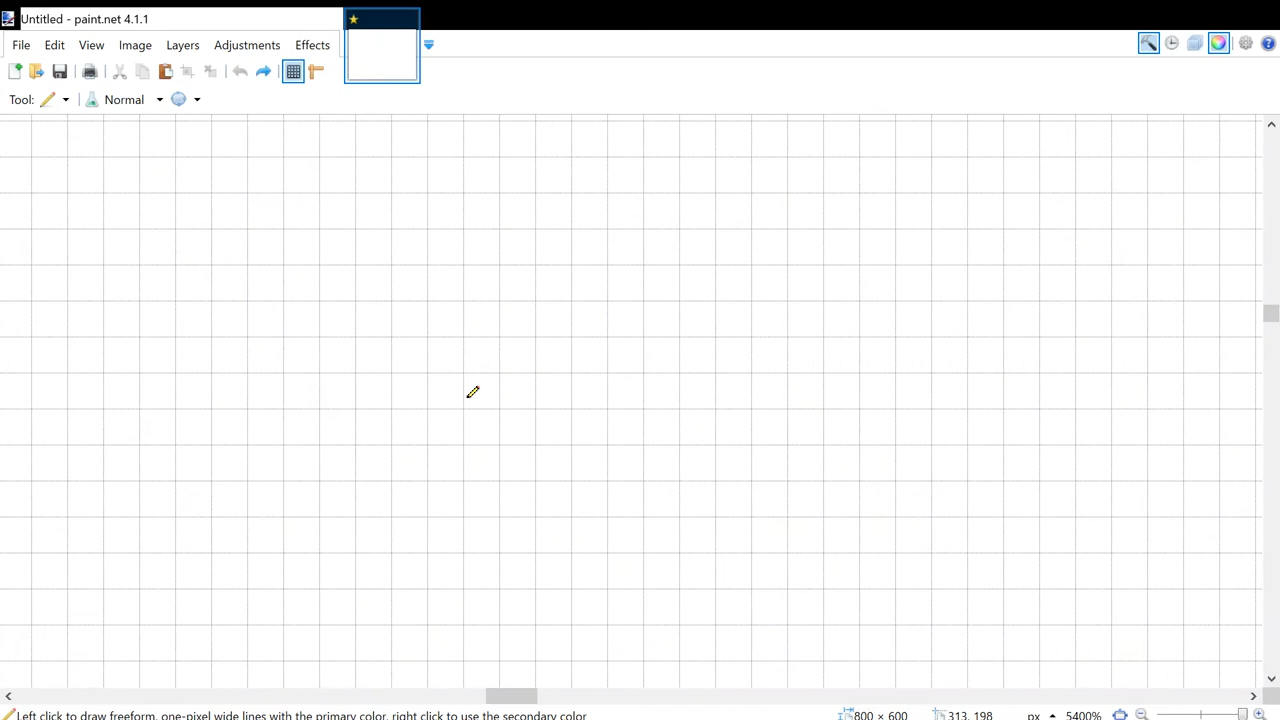 Untitled - paint.net 4.1.1
File Edit View Image Layers Adjustments Effects
Tool: Normal
Left click to draw freeform, one-pixel wide lines with the primary color, right click to use the secondary color 800 × 600 313, 198 px 5400%